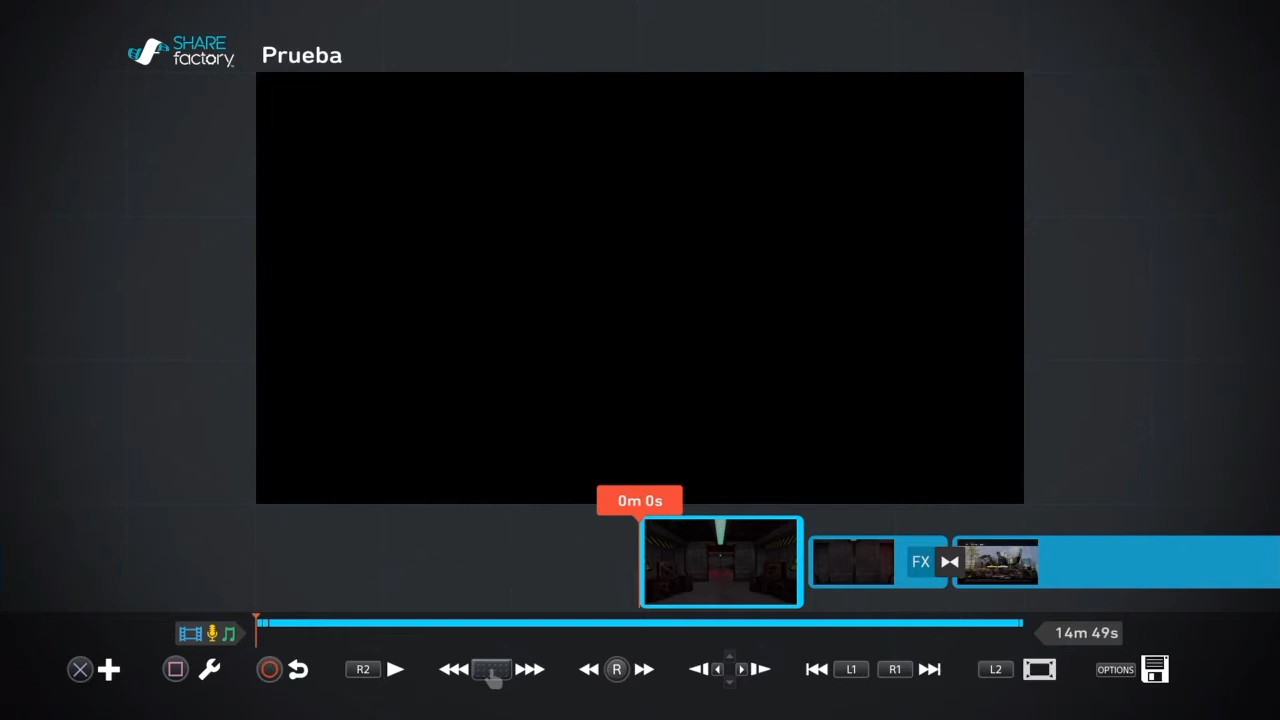 SHARE
factory
Prueba
0m 0s
FX
14m 49s
R2
R
L1
R1
L2
OPTIONS